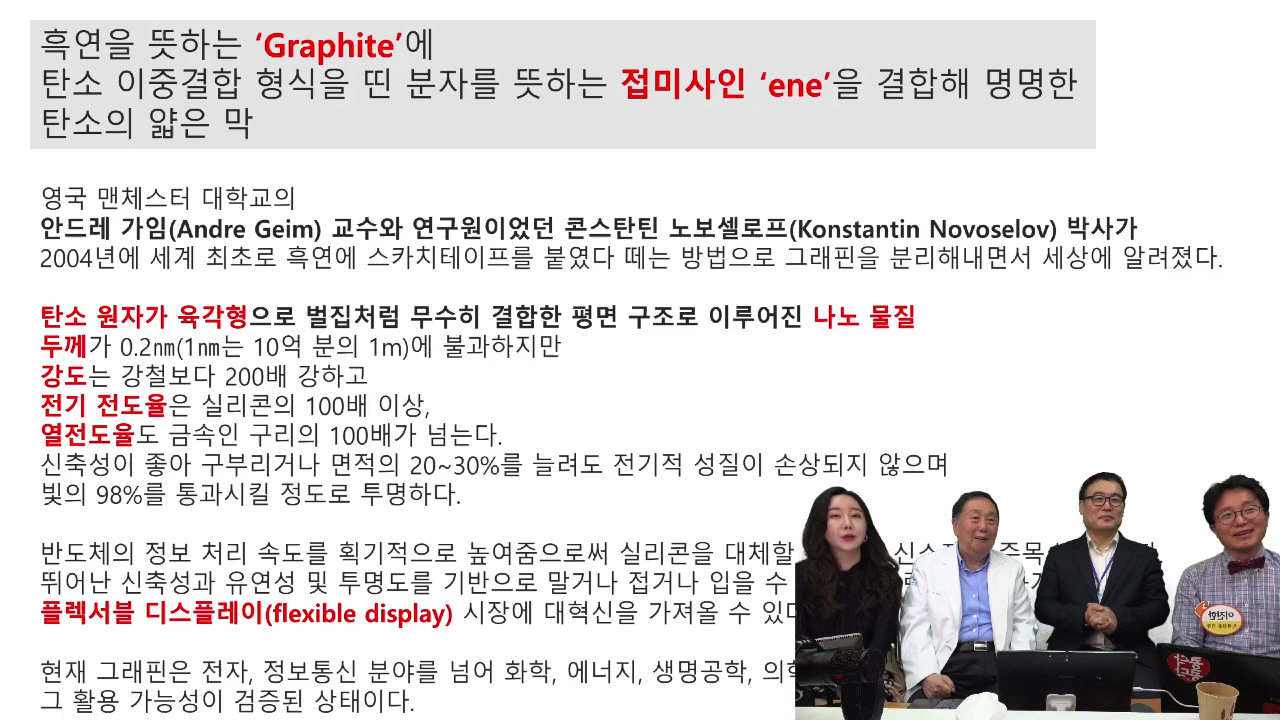 흑연을 뜻하는 ‘Graphite’에
탄소 이중결합 형식을 띤 분자를 뜻하는 접미사인 ‘ene’을 결합해 명명한
탄소의 얇은 막
영국 맨체스터 대학교의
안드레 가임(Andre Geim) 교수와 연구원이었던 콘스탄틴 노보셀로프(Konstantin Novoselov) 박사가
2004년에 세계 최초로 흑연에 스카치테이프를 붙였다 떼는 방법으로 그래핀을 분리해내면서 세상에 알려졌다.
탄소 원자가 육각형으로 벌집처럼 무수히 결합한 평면 구조로 이루어진 나노 물질
두께가 0.2㎚(1㎚는 10억 분의 1m)에 불과하지만
강도는 강철보다 200배 강하고
전기 전도율은 실리콘의 100배 이상,
열전도율도 금속인 구리의 100배가 넘는다.
신축성이 좋아 구부리거나 면적의 20~30%를 늘려도 전기적 성질이 손상되지 않으며
빛의 98%를 통과시킬 정도로 투명하다.
반도체의 정보 처리 속도를 획기적으로 높여줌으로써 실리콘을 대체할
뛰어난 신축성과 유연성 및 투명도를 기반으로 말거나 접거나 입을 수
플렉서블 디스플레이(flexible display) 시장에 대혁신을 가져올 수 있
현재 그래핀은 전자, 정보통신 분야를 넘어 화학, 에너지, 생명공학,
그 활용 가능성이 검증된 상태이다.